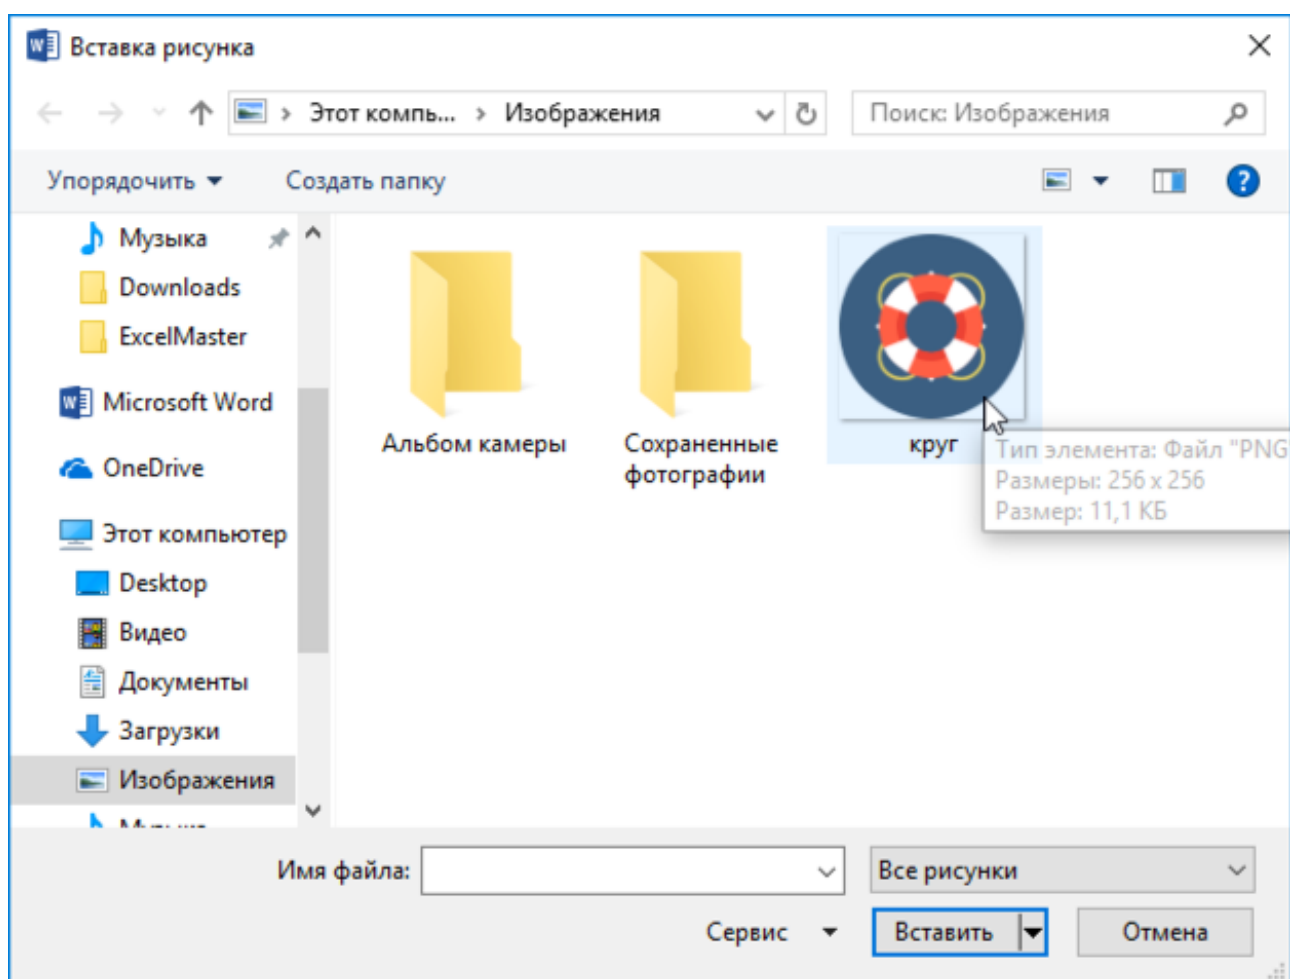 Вставка рисунка
Этот компь... > Изображения
Поиск: Изображения
Упорядочить
Создать папку
Музыка
Downloads
ExcelMaster
Microsoft Word
OneDrive
Этот компьютер
Desktop
Видео
Документы
Загрузки
Изображения
Альбом камеры
Сохраненные
фотографии
круг
Тип элемента: Файл "PNG"
Размеры: 256 x 256
Размер: 11,1 КБ
Имя файла:
Все рисунки
Сервис
Вставить
Отмена